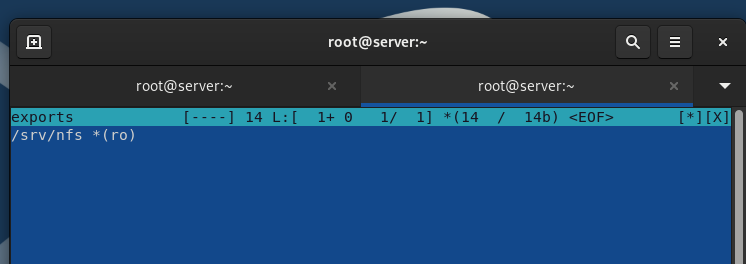 root@server:~
root@server:~ × root@server:~ ×
exports [----] 14 L:[ 1+ 0 1/ 1] *(14 / 14b) <EOF> [*][X]
/srv/nfs *(ro)